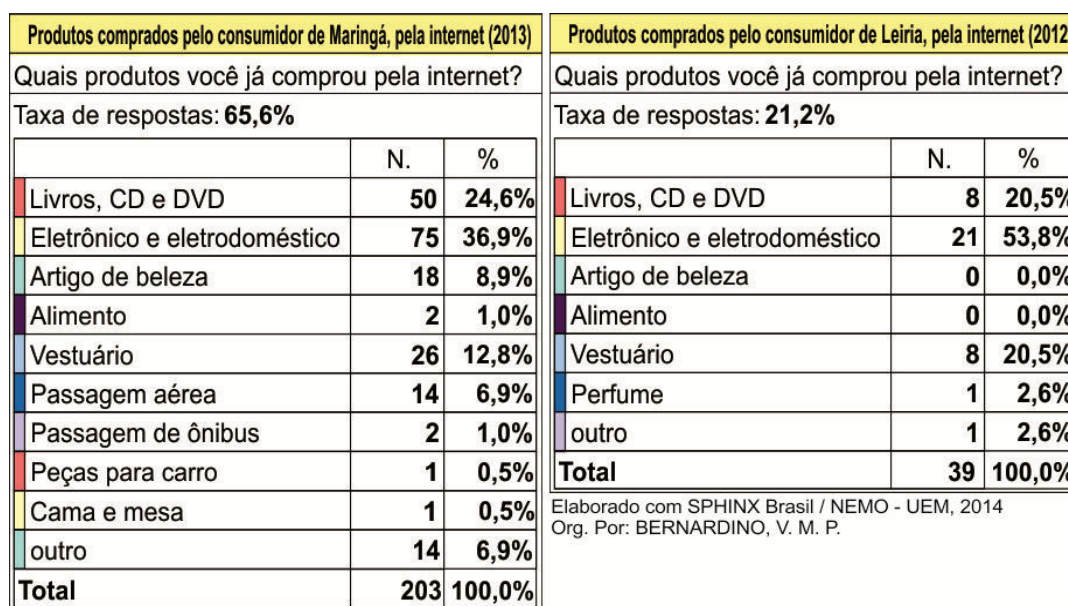 Produtos comprados pelo consumidor de Maringá, pela internet (2013)
Quais produtos você já comprou pela internet?
Taxa de respostas: 65,6%
N. %
Livros, CD e DVD 50 24,6%
Eletrônico e eletrodoméstico 75 36,9%
Artigo de beleza 18 8,9%
Alimento 2 1,0%
Vestuário 26 12,8%
Passagem aérea 14 6,9%
Passagem de ônibus 2 1,0%
Peças para carro 1 0,5%
Cama e mesa 1 0,5%
outro 14 6,9%
Total 203 100,0%
Produtos comprados pelo consumidor de Leiria, pela internet (2012
Quais produtos você já comprou pela internet?
Taxa de respostas: 21,2%
N. %
Livros, CD e DVD 8 20,5%
Eletrônico e eletrodoméstico 21 53,8%
Artigo de beleza 0 0,0%
Alimento 0 0,0%
Vestuário 8 20,5%
Perfume 1 2,6%
outro 1 2,6%
Total 39 100,0%
Elaborado com SPHINX Brasil / NEMO - UEM, 2014
Org. Por: BERNARDINO, V. M. P.